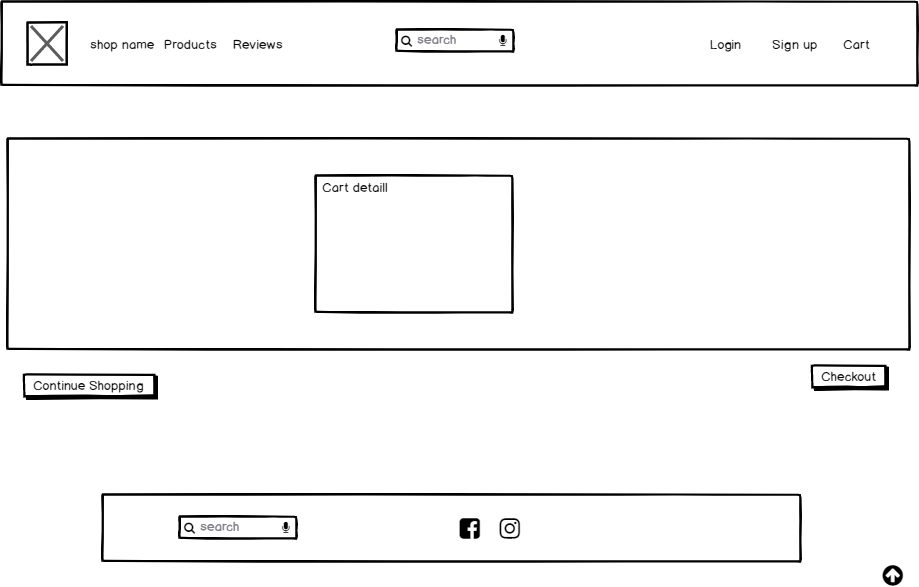 shop name Products Reviews search Login Sign up Cart
Cart detaill
Continue Shopping
Checkout
search